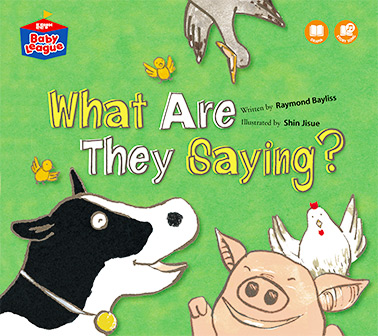 Baby
League
What Are
They Saying?
Written by Raymond Bayliss
Illustrated by Shin Jisue